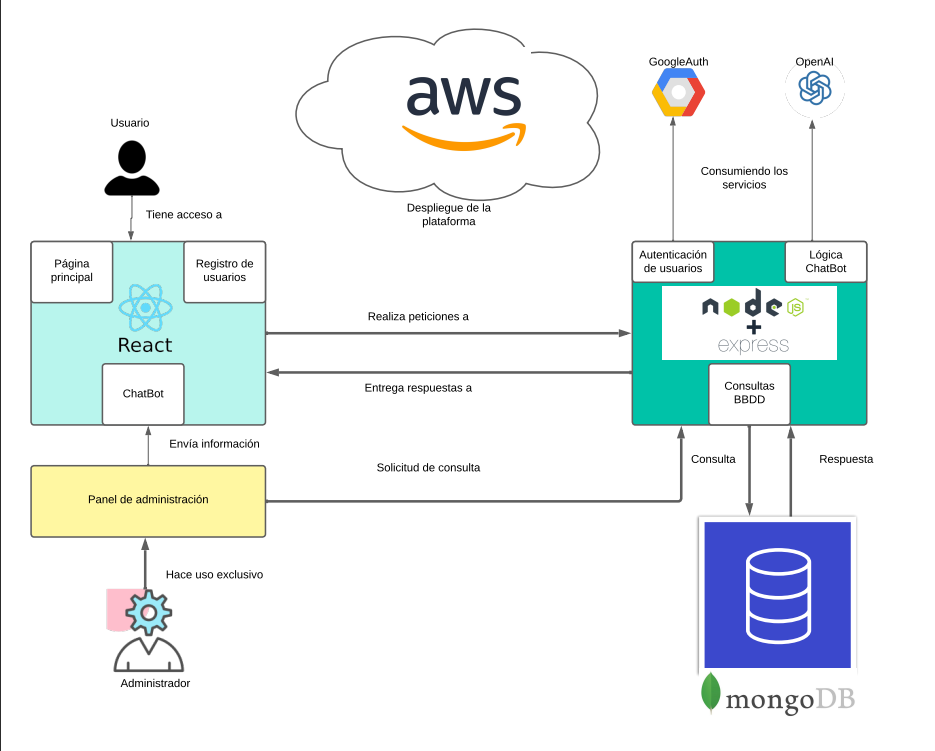 aws
GoogleAuth
OpenAI
Usuario
Consumiendo los
servicios
Tiene acceso a
Despliegue de la
plataforma
Página
principal
Registro de
usuarios
Autenticación
de usuarios
Lógica
ChatBot
node
JS
+
express
React
Realiza peticiones a
Entrega respuestas a
ChatBot
Consultas
BBDD
Envía información
Solicitud de consulta
Consulta
Respuesta
Panel de administración
Hace uso exclusivo
Administrador
mongoDB